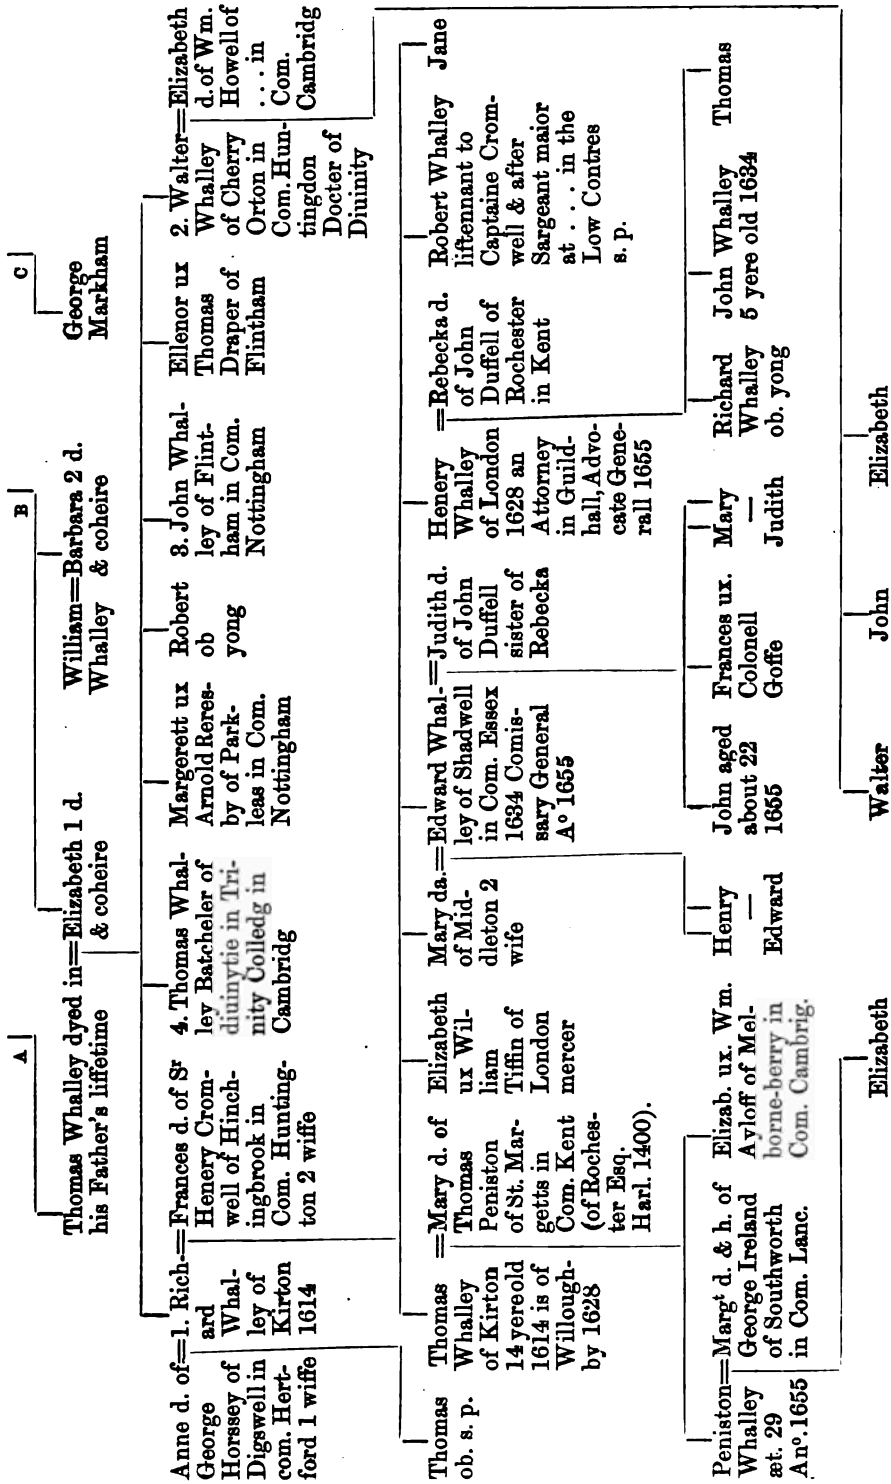 A
B
C
Thomas Whalley dyed in=Elizabeth 1 d.
his Father's lifetime
& coheire
William=Barbara 2 d.
Whalley & coheire
George
Markham
Anne d. of=1. Rich-=Frances d. of Sr
George
Horssey of
Digswell in
com. Hert-
ford 1 wiffe
ard
Whal-
ley of
Kirton
1614
Henery Crom-
well of Hinch-
ingbrook in
Com. Hunting-
ton 2 wiffe
4. Thomas Whal-
ley Batcheler of
diuinytie in Tri-
nity Colledg in
Cambridg
Margerett ux
Arnold Reres-
by of Park-
leas in Com.
Nottingham
Robert
ob
yong
3. John Whal-
ley of Flint-
ham in Com.
Nottingham
Ellenor ux
Thomas
Draper of
Flintham
2. Walter=Elizabeth
Whalley
of Cherry
Orton in
Com. Hun-
tingdon
Docter of
Diuinity
d. of Wm.
Howell of
. . . in
Com.
Cambridg
Thomas
ob. s. p.
Thomas
Whalley
of Kirton
14 yere old
1614 is of
Willough-
by 1628
=Mary d. of
Thomas
Peniston
of St. Mar-
getts in
Com. Kent
(of Roches-
ter Esq.
Harl. 1400).
Elizabeth
ux Wil-
liam
Tiffin of
London
mercer
Mary da.=Edward Whal-=Judith d.
of Mid-
dleton 2
wife
ley of Shadwell
in Com. Essex
1634 Comis-
sary General
Ao 1655
of John
Duffell
sister of
Rebecka
Henery
Whalley
of London
1628 an
Attorney
in Guild-
hall, Advo-
cate Gene-
rall 1655
=Rebecka d.
of John
Duffell of
Rochester
in Kent
Robert Whalley
liftennant to
Captaine Crom-
well & after
Sargeant maior
at . . . in the
Low Contres
s. p.
Jane
Peniston=Margt d. & h. of
Whalley
æt. 29
Ano. 1655
George Ireland
of Southworth
in Com. Lanc.
Elizab. ux. Wm.
Ayloff of Mel-
borne-berry in
Com. Cambrig.
Henry
—
Edward
John aged
about 22
1655
Frances ux.
Colonell
Goffe
Mary
—
Judith
Richard
Whalley
ob. yong
John Whalley
5 yere old 1634
Thomas
Elizabeth
Walter
John
Elizabeth